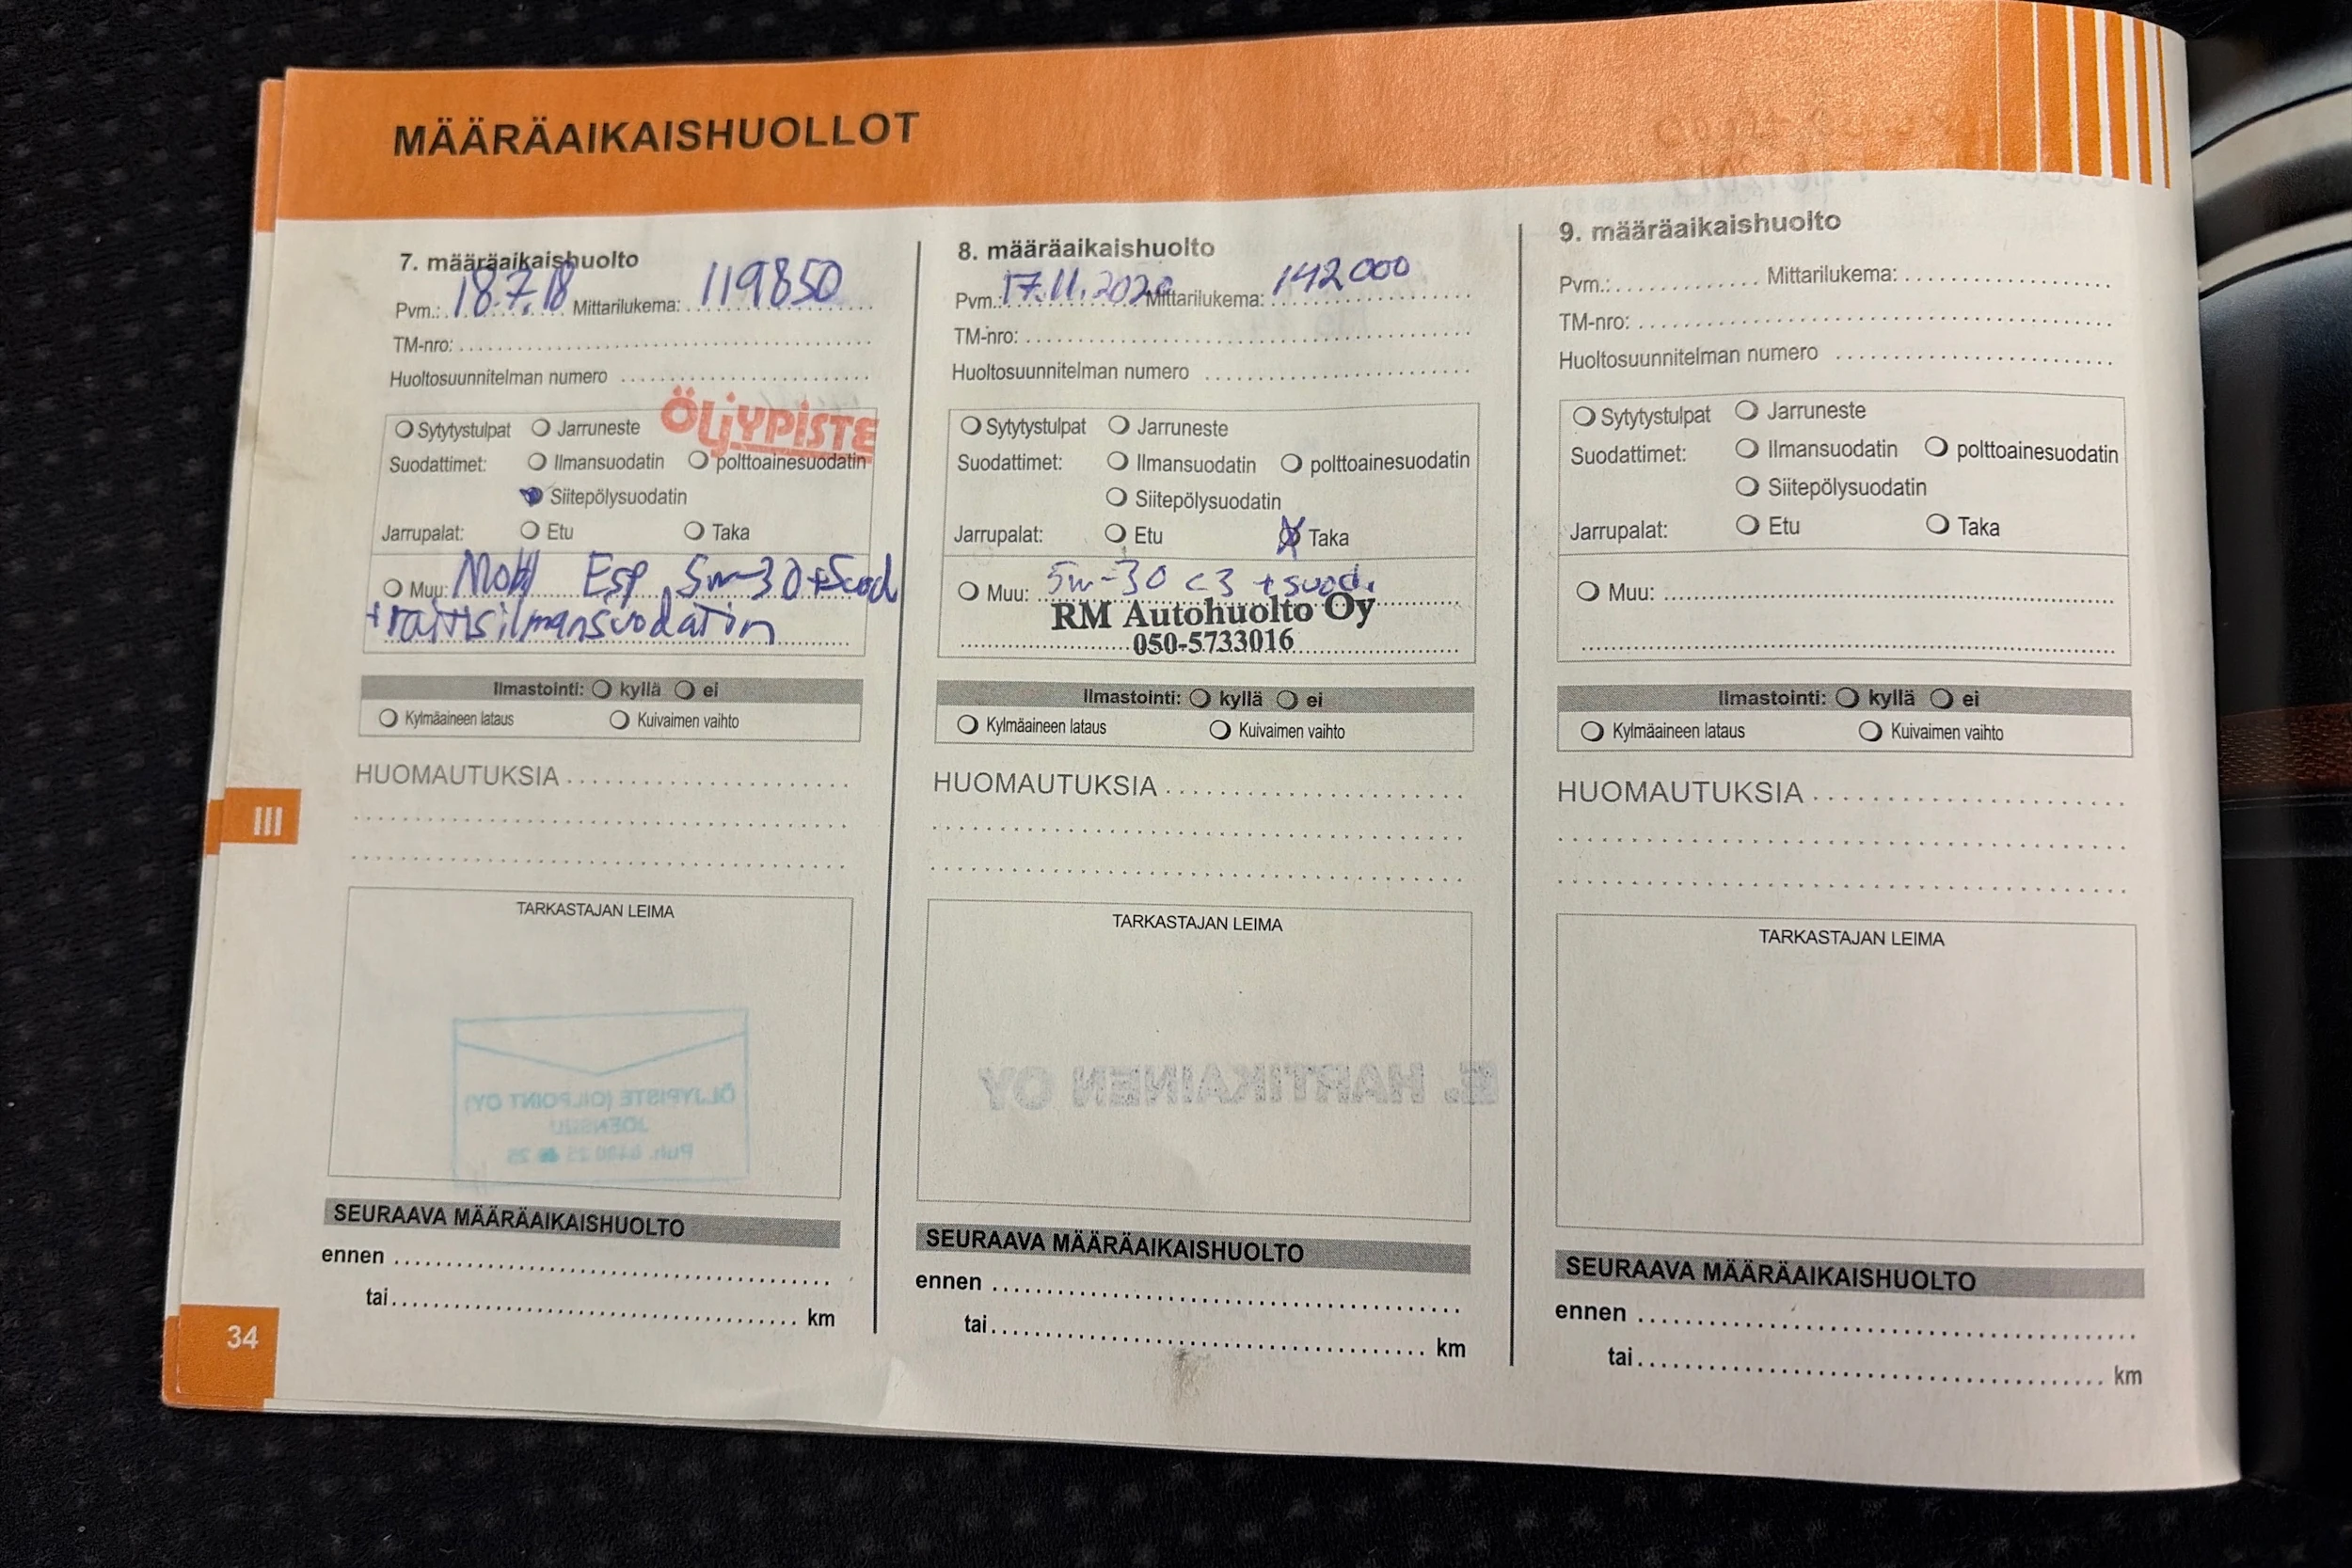 MÄÄRÄAIKAISHUOLLOT
7. määräaikaishuolto
Pvm.: 18.7.18 Mittarilukema: 119850
TM-nro:
Huoltosuunnitelman numero
ÖLJYPISTE
Sytytystulpat Jarruneste
Suodattimet: Ilmansuodatin polttoainesuodatin
Siitepölysuodatin
Jarrupalat: Etu Taka
Muu: Mobil Esp 5w-30+Suod
+raitisilmansuodatin
Ilmastointi: kyllä ei
Kylmäaineen lataus Kuivaimen vaihto
HUOMAUTUKSIA
TARKASTAJAN LEIMA
ÖLJYPISTE (OILPOINT OY)
JOENSUU
SEURAAVA MÄÄRÄAIKAISHUOLTO
ennen
tai km
8. määräaikaishuolto
Pvm.: 17.11.2020 Mittarilukema: 142000
TM-nro:
Huoltosuunnitelman numero
Sytytystulpat Jarruneste
Suodattimet: Ilmansuodatin polttoainesuodatin
Siitepölysuodatin
Jarrupalat: Etu X Taka
Muu: 5w-30 c3 +suod.
RM Autohuolto Oy
050-5733016
Ilmastointi: kyllä ei
Kylmäaineen lataus Kuivaimen vaihto
HUOMAUTUKSIA
TARKASTAJAN LEIMA
E. HARTIKAINEN OY
SEURAAVA MÄÄRÄAIKAISHUOLTO
ennen
tai km
9. määräaikaishuolto
Pvm.: Mittarilukema:
TM-nro:
Huoltosuunnitelman numero
Sytytystulpat Jarruneste
Suodattimet: Ilmansuodatin polttoainesuodatin
Siitepölysuodatin
Jarrupalat: Etu Taka
Muu:
Ilmastointi: kyllä ei
Kylmäaineen lataus Kuivaimen vaihto
HUOMAUTUKSIA
TARKASTAJAN LEIMA
SEURAAVA MÄÄRÄAIKAISHUOLTO
ennen
tai km
III
34